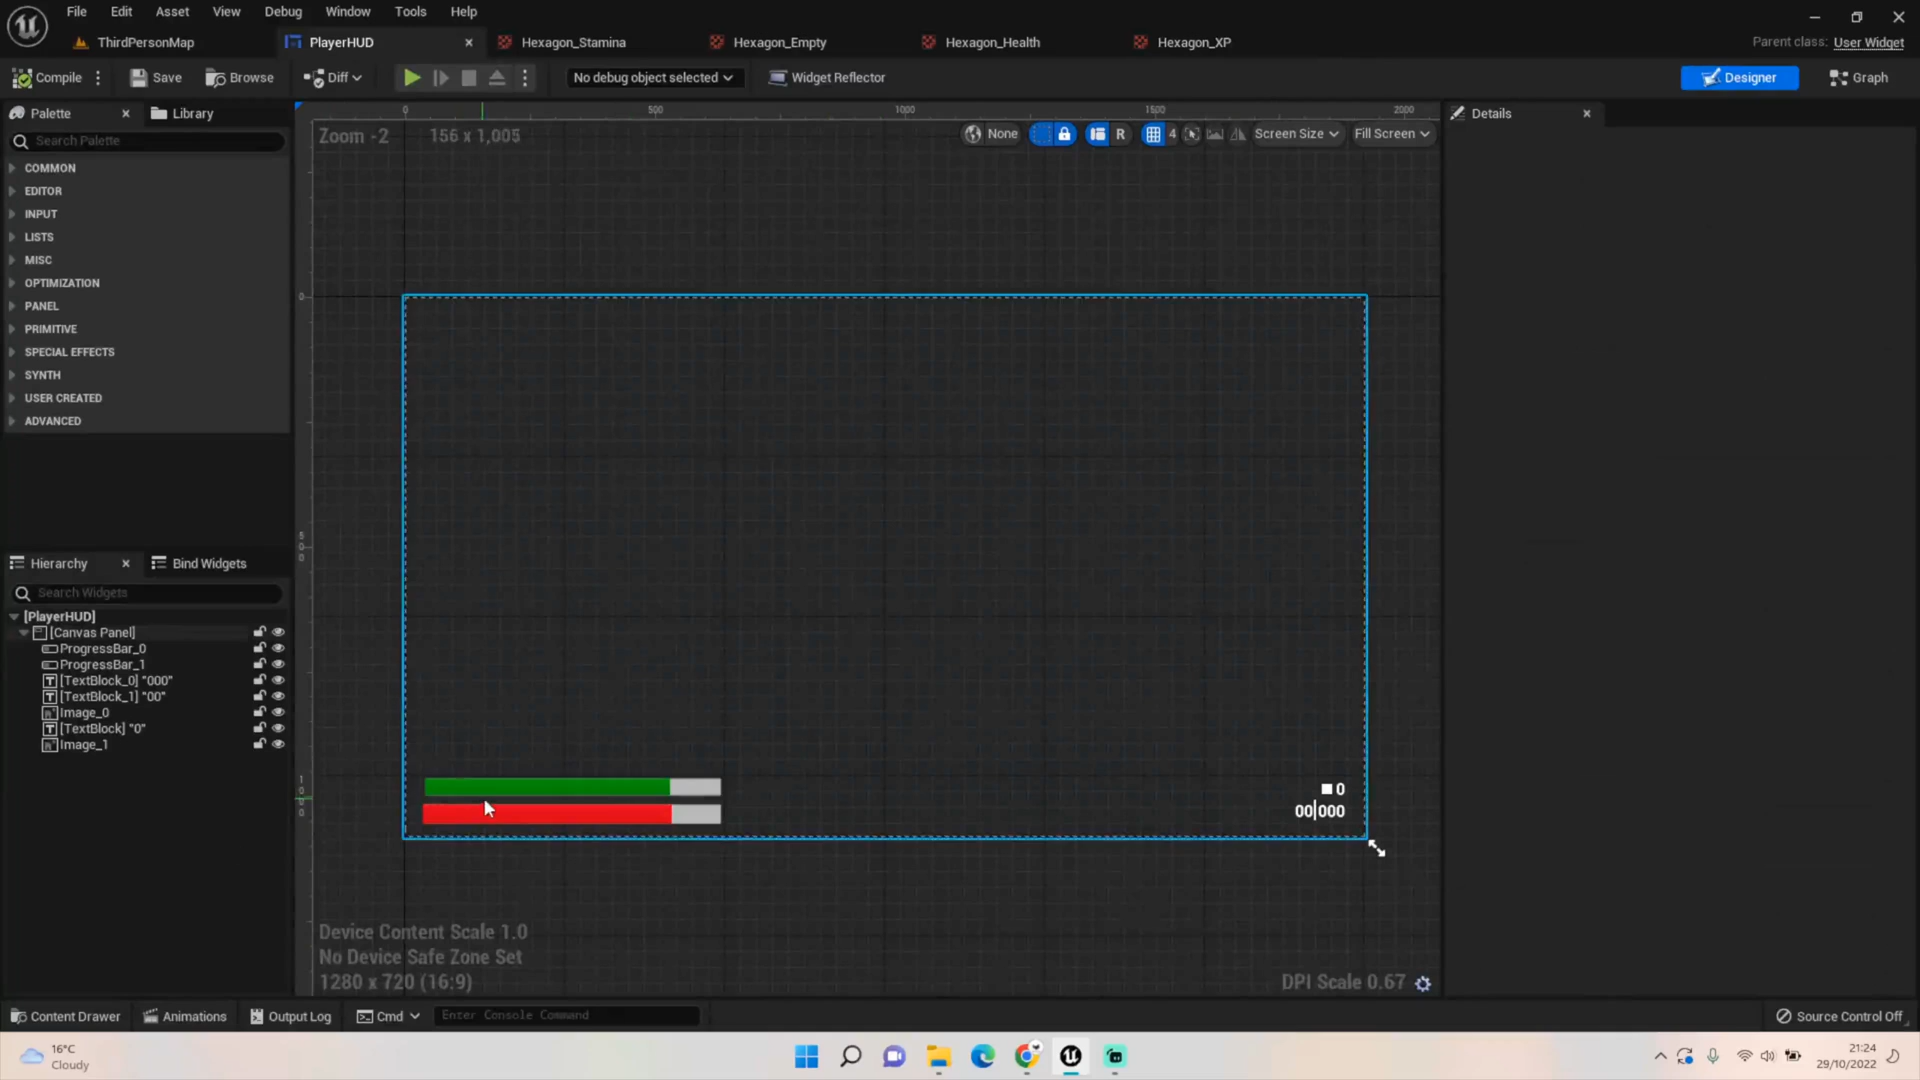 File Edit Asset View Debug Window Tools Help
ThirdPersonMap PlayerHUD Hexagon_Stamina Hexagon_Empty Hexagon_Health Hexagon_XP Parent class: User Widget
Compile Save Browse Diff No debug object selected Widget Reflector Designer Graph
Palette Library Details
0 500 1000 1500 2000
Zoom -2 156 x 1,005 None R 4 Screen Size Fill Screen
Search Palette
COMMON
EDITOR
INPUT
LISTS
MISC
OPTIMIZATION
PANEL
PRIMITIVE
SPECIAL EFFECTS
SYNTH
USER CREATED
ADVANCED
0
500
1000
Hierarchy Bind Widgets
Search Widgets
[PlayerHUD]
[Canvas Panel]
ProgressBar_0
ProgressBar_1
[TextBlock_0] "000"
[TextBlock_1] "00"
Image_0
[TextBlock] "0"
Image_1
0
00|000
Device Content Scale 1.0
No Device Safe Zone Set
1280 x 720 (16:9) DPI Scale 0.67
Content Drawer Animations Output Log Cmd Enter Console Command Source Control Off
16°C
Cloudy
21:24
29/10/2022